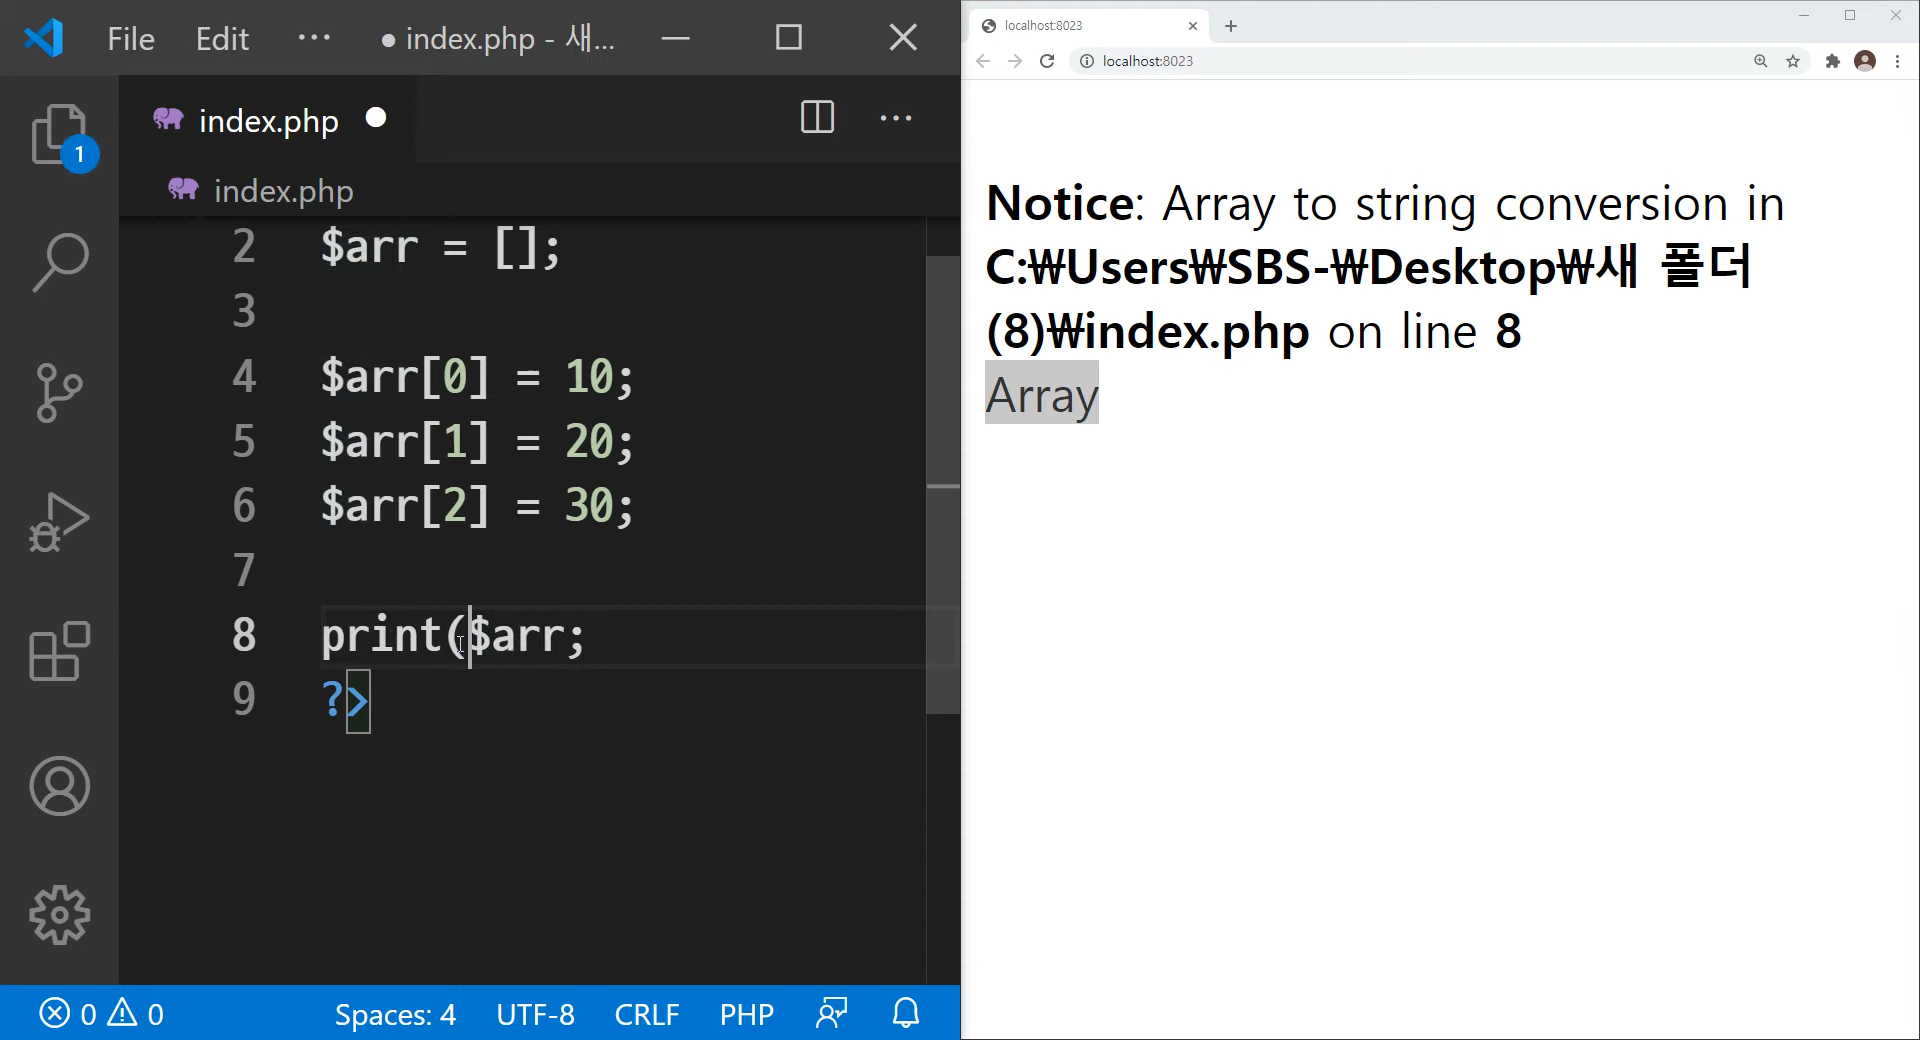 File Edit ··· ● index.php - 새...
index.php ●
index.php
2 $arr = [];
3
4 $arr[0] = 10;
5 $arr[1] = 20;
6 $arr[2] = 30;
7
8 print($arr;
9 ?>
1
0 0 Spaces: 4 UTF-8 CRLF PHP
localhost:8023
localhost:8023
Notice: Array to string conversion in
C:₩Users₩SBS-₩Desktop₩새 폴더
(8)₩index.php on line 8
Array